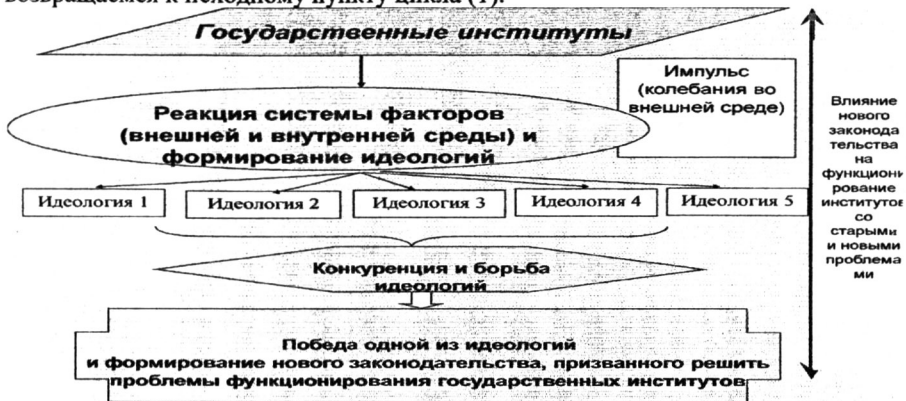 возвращаемся к исходному пункту цикла (1).
Государственные институты
Импульс
(колебания во
внешней среде)
Реакция системы факторов
(внешней и внутренней среды) и
формирование идеологий
Идеология 1
Идеология 2
Идеология 3
Идеология 4
Идеология 5
Конкуренция и борьба
идеологий
Победа одной из идеологий
и формирование нового законодательства, призванного решить
проблемы функционирования государственных институтов
Влияние
нового
законода
тельства
на
функциони
рование
институтов
со
старыми
и новыми
проблема
ми